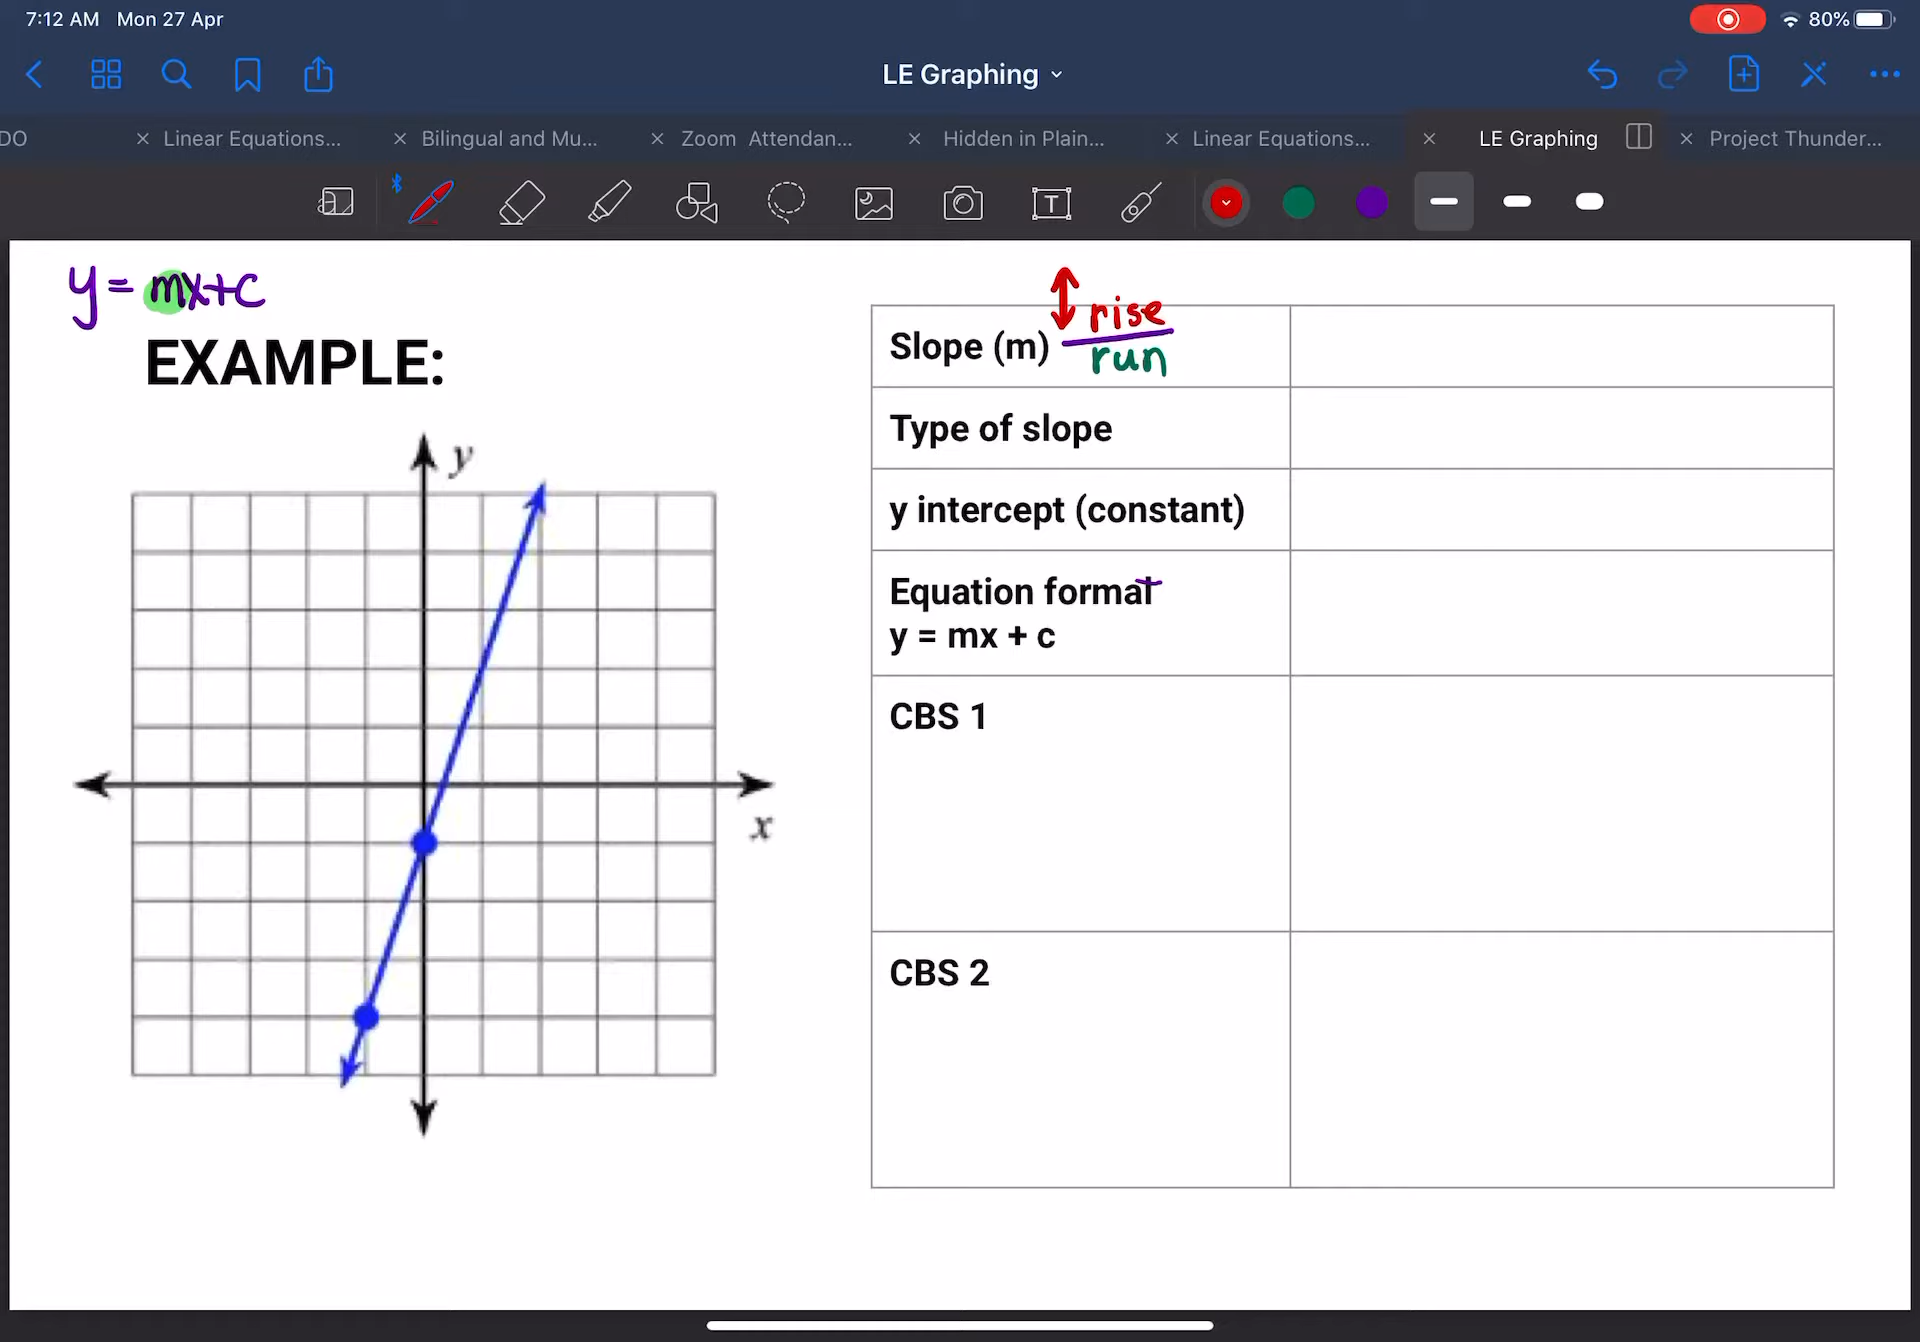 7:12 AM Mon 27 Apr
80%
LE Graphing
DO
Linear Equations...
Bilingual and Mu...
Zoom Attendan...
Hidden in Plain...
Linear Equations...
LE Graphing
Project Thunder...
T
y = mx+c
EXAMPLE:
y
x
Slope (m) rise
run
Type of slope
y intercept (constant)
Equation format
y = mx + c
CBS 1
CBS 2